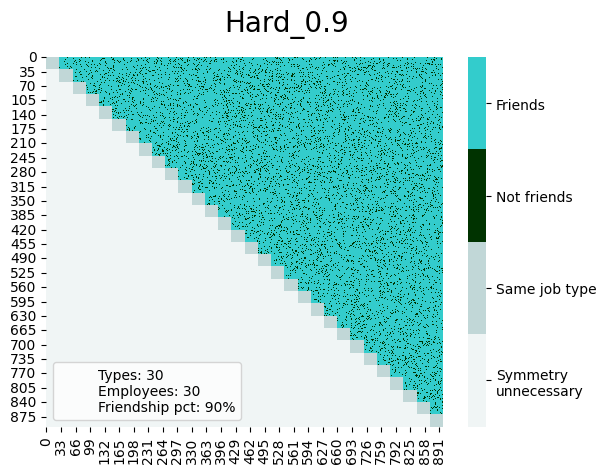 Hard_0.9
0
35
70
105
140
175
210
245
280
315
350
385
420
455
490
525
560
595
630
665
700
735
770
805
840
875
Friends
Not friends
Same job type
Symmetry
unnecessary
Types: 30
Employees: 30
Friendship pct: 90%
0 33 66 99 132 165 198 231 264 297 330 363 396 429 462 495 528 561 594 627 660 693 726 759 792 825 858 891